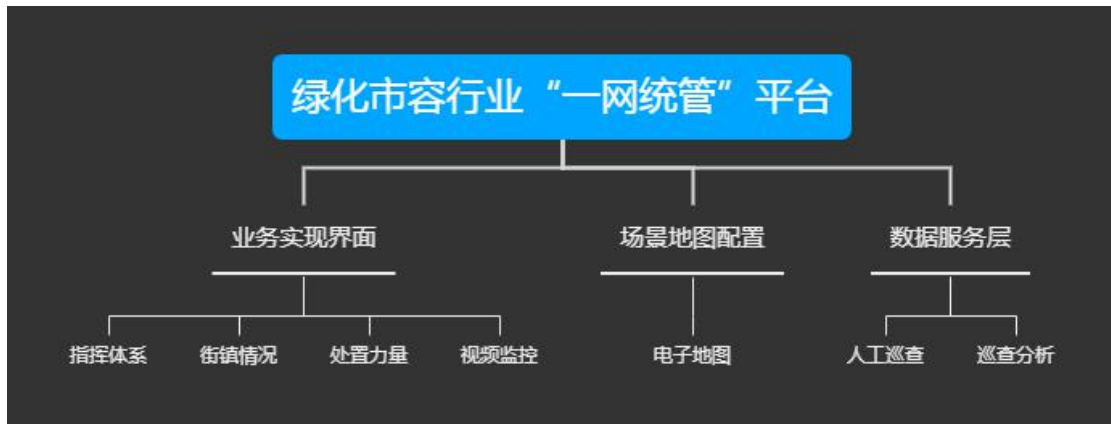 绿化市容行业“一网统管”平台
业务实现界面 场景地图配置 数据服务层
指挥体系 街镇情况 处置力量 视频监控 电子地图 人工巡查 巡查分析